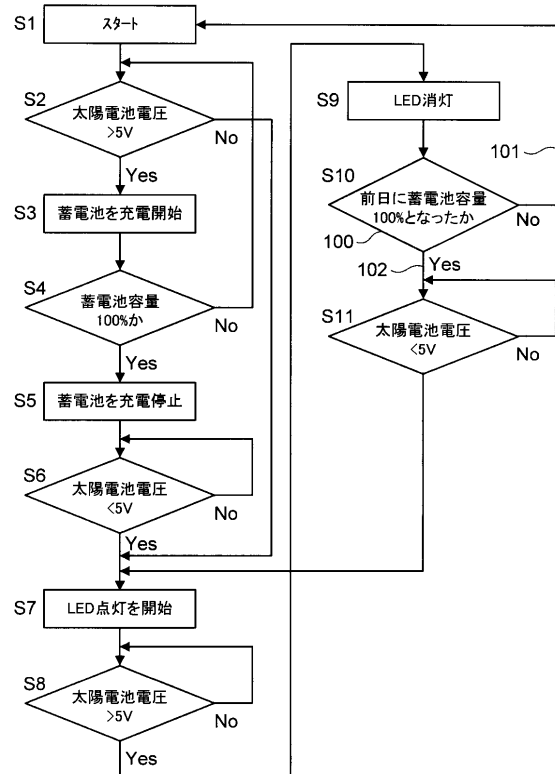 S1
スタート
S2
太陽電池電圧
>5V
No
Yes
S3
蓄電池を充電開始
S4
蓄電池容量
100%か
No
Yes
S5
蓄電池を充電停止
S6
太陽電池電圧
<5V
No
Yes
S7
LED点灯を開始
S8
太陽電池電圧
>5V
No
Yes
S9
LED消灯
101
S10
前日に蓄電池容量
100%となったか
No
100
102
Yes
S11
太陽電池電圧
<5V
No